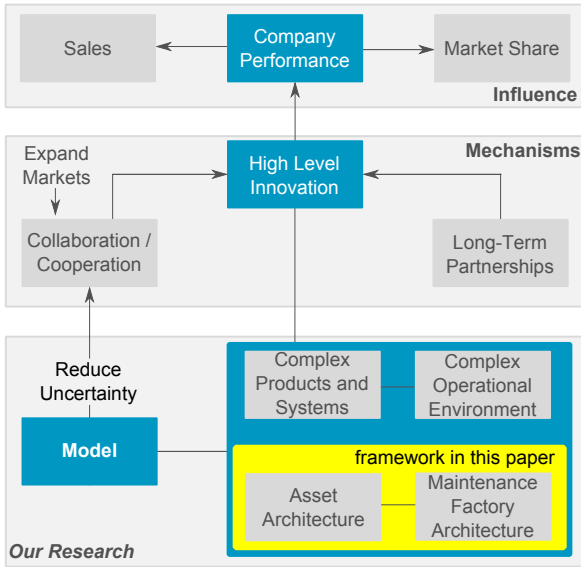 Sales
Company
Performance
Market Share
Influence
Mechanisms
Expand
Markets
High Level
Innovation
Collaboration /
Cooperation
Long-Term
Partnerships
Reduce
Uncertainty
Complex
Products and
Systems
Complex
Operational
Environment
Model
framework in this paper
Asset
Architecture
Maintenance
Factory
Architecture
Our Research